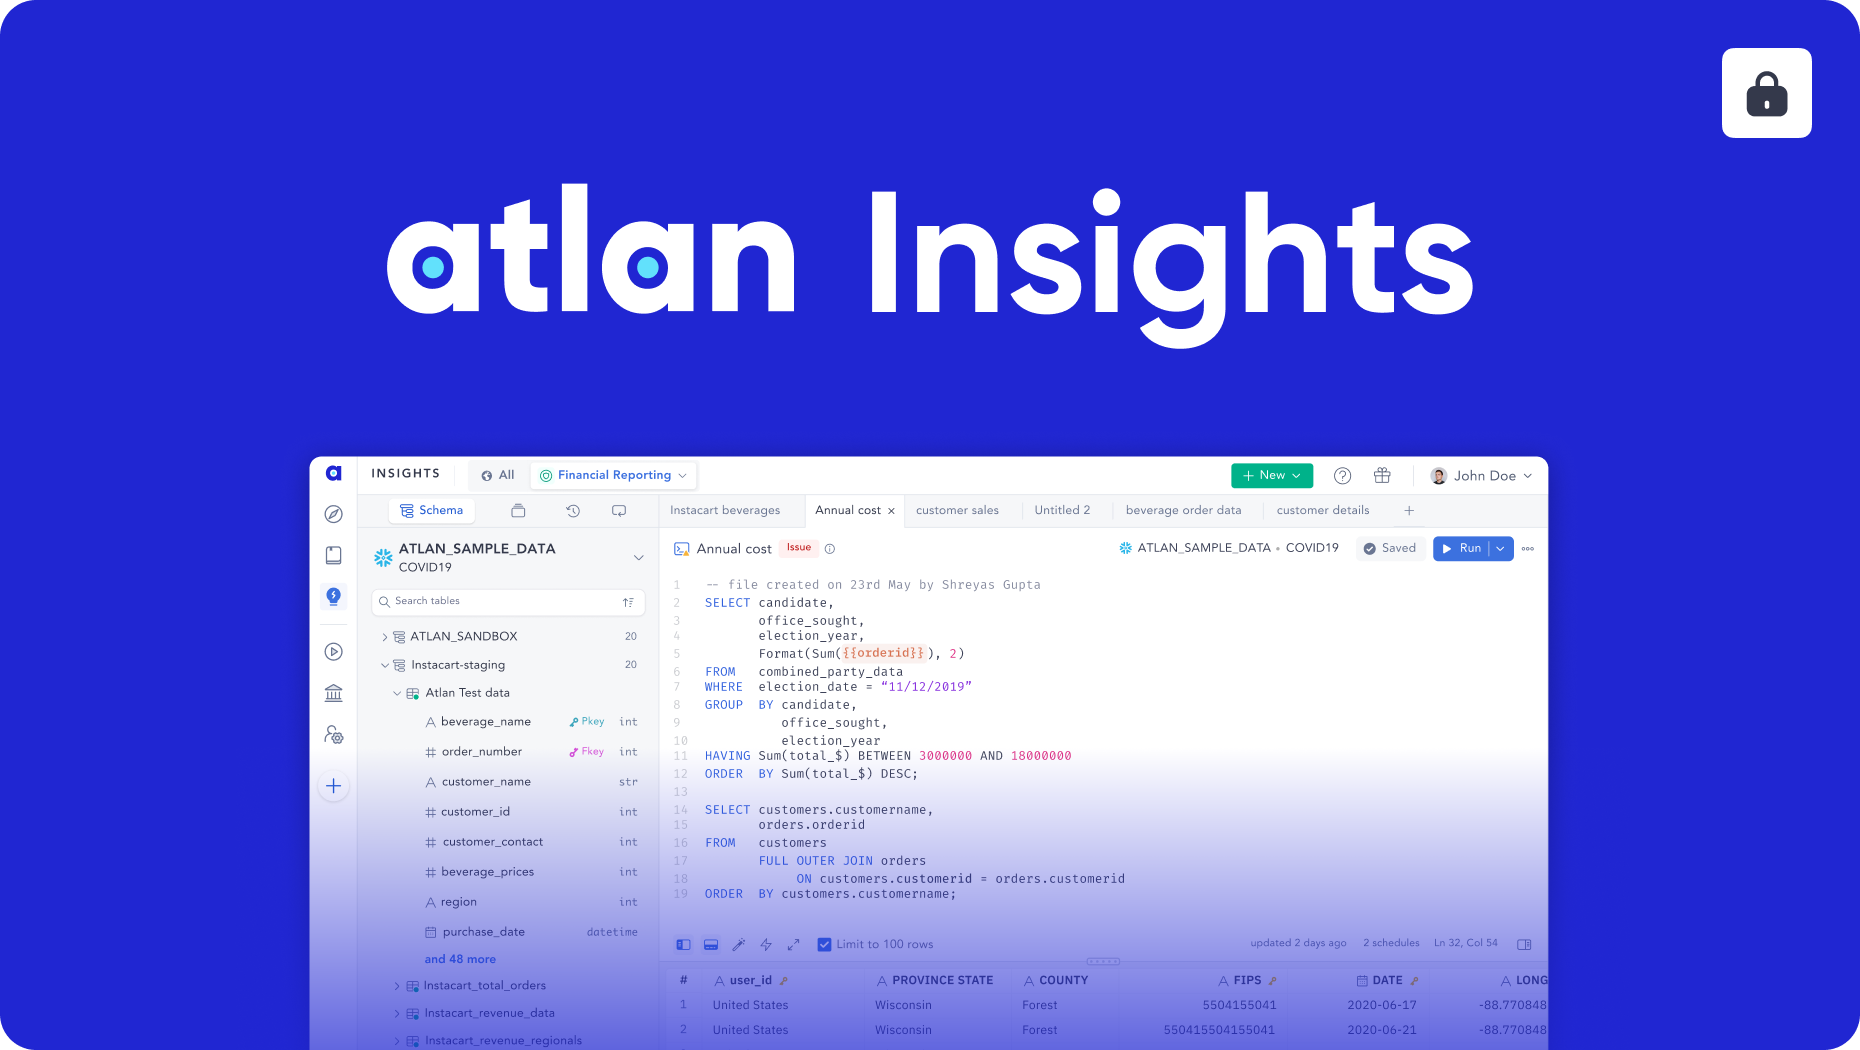 atlan Insights
INSIGHTS
All
Financial Reporting
New
John Doe
Schema
Instacart beverages
Annual cost
customer sales
Untitled 2
beverage order data
customer details
ATLAN_SAMPLE_DATA
COVID19
Search tables
ATLAN_SANDBOX 20
Instacart-staging 20
Atlan Test data
beverage_name Pkey int
order_number Fkey int
customer_name str
customer_id int
customer_contact int
beverage_prices int
region int
purchase_date datetime
and 48 more
Instacart_total_orders
Instacart_revenue_data
Instacart_revenue_regionals
Annual cost Issue
ATLAN_SAMPLE_DATA • COVID19
Saved
Run
1 -- file created on 23rd May by Shreyas Gupta
2 SELECT candidate,
3 office_sought,
4 election_year,
5 Format(Sum({{orderid}}), 2)
6 FROM combined_party_data
7 WHERE election_date = “11/12/2019”
8 GROUP BY candidate,
9 office_sought,
10 election_year
11 HAVING Sum(total_$) BETWEEN 3000000 AND 18000000
12 ORDER BY Sum(total_$) DESC;
13
14 SELECT customers.customername,
15 orders.orderid
16 FROM customers
17 FULL OUTER JOIN orders
18 ON customers.customerid = orders.customerid
19 ORDER BY customers.customername;
Limit to 100 rows
updated 2 days ago
2 schedules
Ln 32, Col 54
# user_id PROVINCE STATE COUNTY FIPS DATE LONG
1 United States Wisconsin Forest 5504155041 2020-06-17 -88.770848
2 United States Wisconsin Forest 550415504155041 2020-06-21 -88.770848